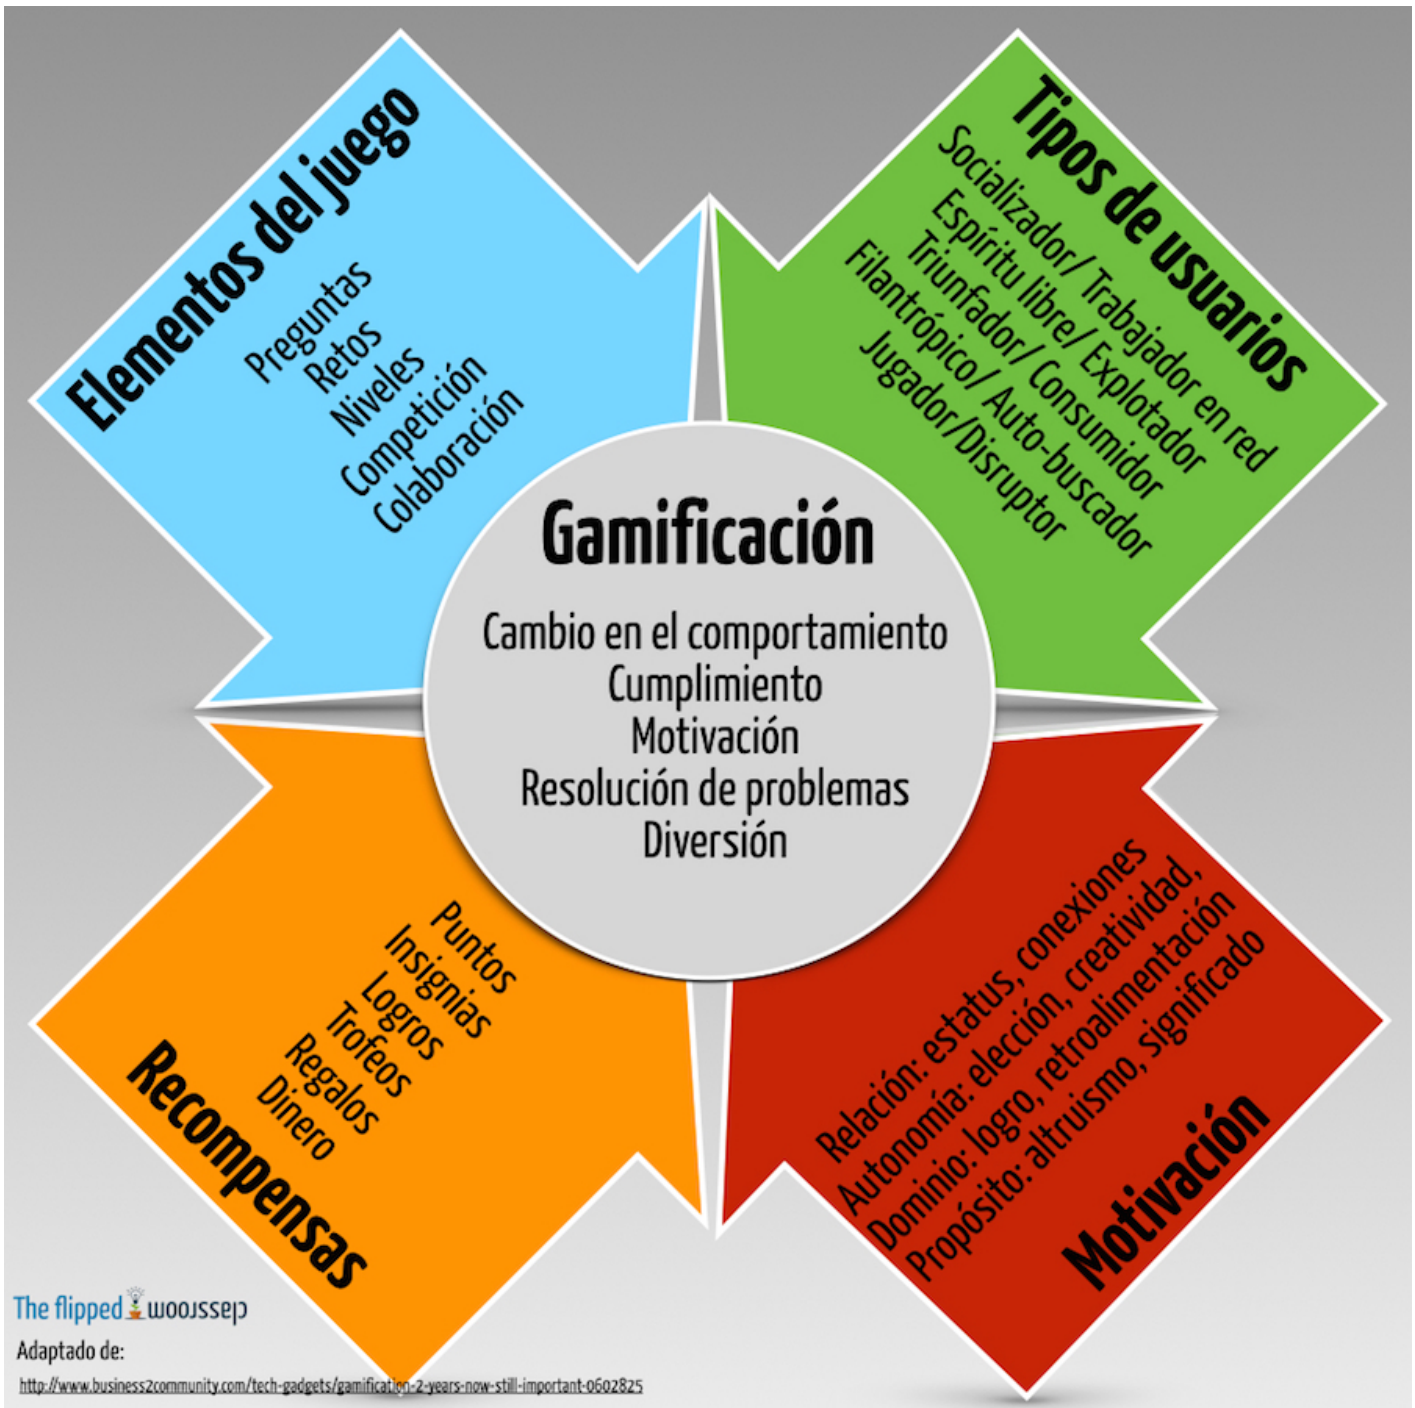 Elementos del juego
Preguntas
Retos
Niveles
Competición
Colaboración
Tipos de usuarios
Socializador/ Trabajador en red
Espíritu libre/ Explotador
Triunfador/ Consumidor
Filantrópico/ Auto-buscador
Jugador/Disruptor
Gamificación
Cambio en el comportamiento
Cumplimiento
Motivación
Resolución de problemas
Diversión
Puntos
Insignias
Logros
Trofeos
Regalos
Dinero
Recompensas
Relación: estatus, conexiones
Autonomía: elección, creatividad,
Dominio: logro, retroalimentación
Propósito: altruismo, significado
Motivación
The flipped classroom
Adaptado de:
http://www.business2community.com/tech-gadgets/gamification-2-years-now-still-important-0602825